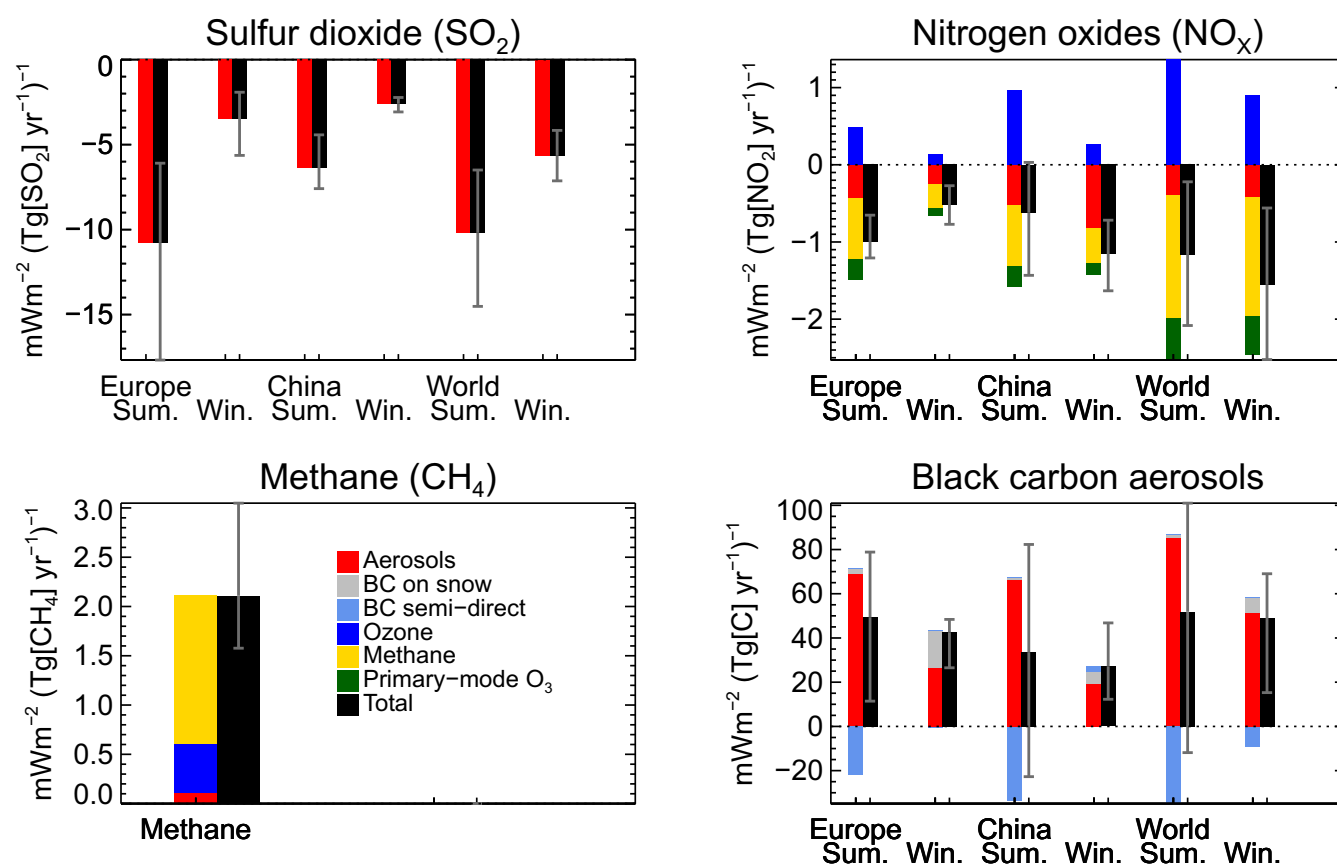 Sulfur dioxide (SO₂)
mWm⁻² (Tg[SO₂] yr⁻¹)⁻¹
0
−5
−10
−15
Europe China World
Sum. Win. Sum. Win. Sum. Win.
Nitrogen oxides (NOₓ)
mWm⁻² (Tg[NO₂] yr⁻¹)⁻¹
1
0
−1
−2
Europe China World
Sum. Win. Sum. Win. Sum. Win.
Methane (CH₄)
mWm⁻² (Tg[CH₄] yr⁻¹)⁻¹
3.0
2.5
2.0
1.5
1.0
0.5
0.0
Methane
Aerosols
BC on snow
BC semi−direct
Ozone
Methane
Primary−mode O₃
Total
Black carbon aerosols
mWm⁻² (Tg[C] yr⁻¹)⁻¹
100
80
60
40
20
0
−20
Europe China World
Sum. Win. Sum. Win. Sum. Win.